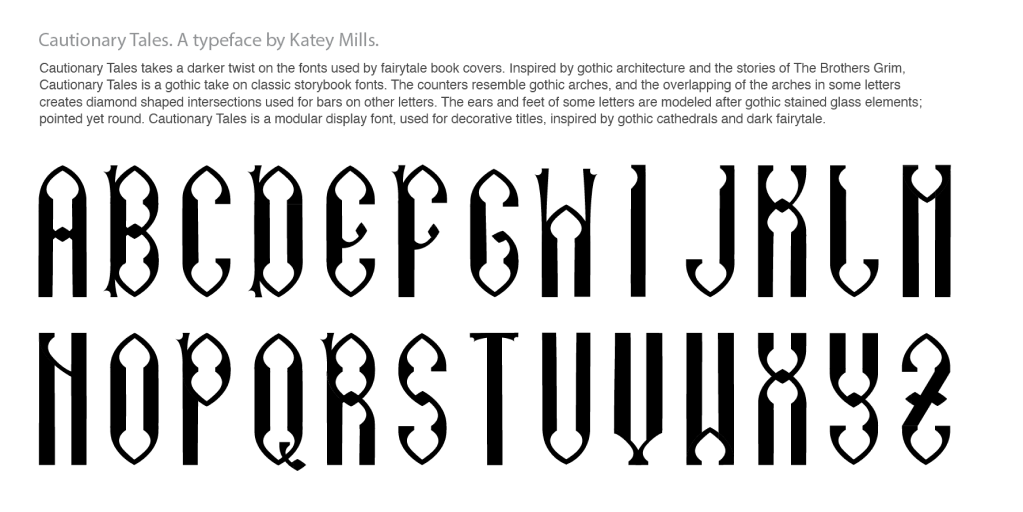 Cautionary Tales. A typeface by Katey Mills.
Cautionary Tales takes a darker twist on the fonts used by fairytale book covers. Inspired by gothic architecture and the stories of The Brothers Grim,
Cautionary Tales is a gothic take on classic storybook fonts. The counters resemble gothic arches, and the overlapping of the arches in some letters
creates diamond shaped intersections used for bars on other letters. The ears and feet of some letters are modeled after gothic stained glass elements;
pointed yet round. Cautionary Tales is a modular display font, used for decorative titles, inspired by gothic cathedrals and dark fairytale.
A B C D E F G H I J K L M
N O P Q R S T U V W X Y Z